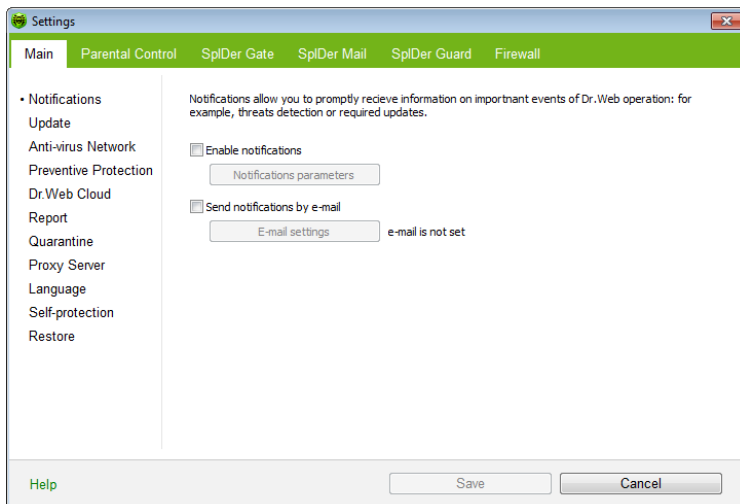 Settings
Main Parental Control SpIDer Gate SpIDer Mail SpIDer Guard Firewall
Notifications
Update
Anti-virus Network
Preventive Protection
Dr.Web Cloud
Report
Quarantine
Proxy Server
Language
Self-protection
Restore
Notifications allow you to promptly recieve information on importnant events of Dr.Web operation: for
example, threats detection or required updates.
Enable notifications
Notifications parameters
Send notifications by e-mail
E-mail settings e-mail is not set
Help Save Cancel